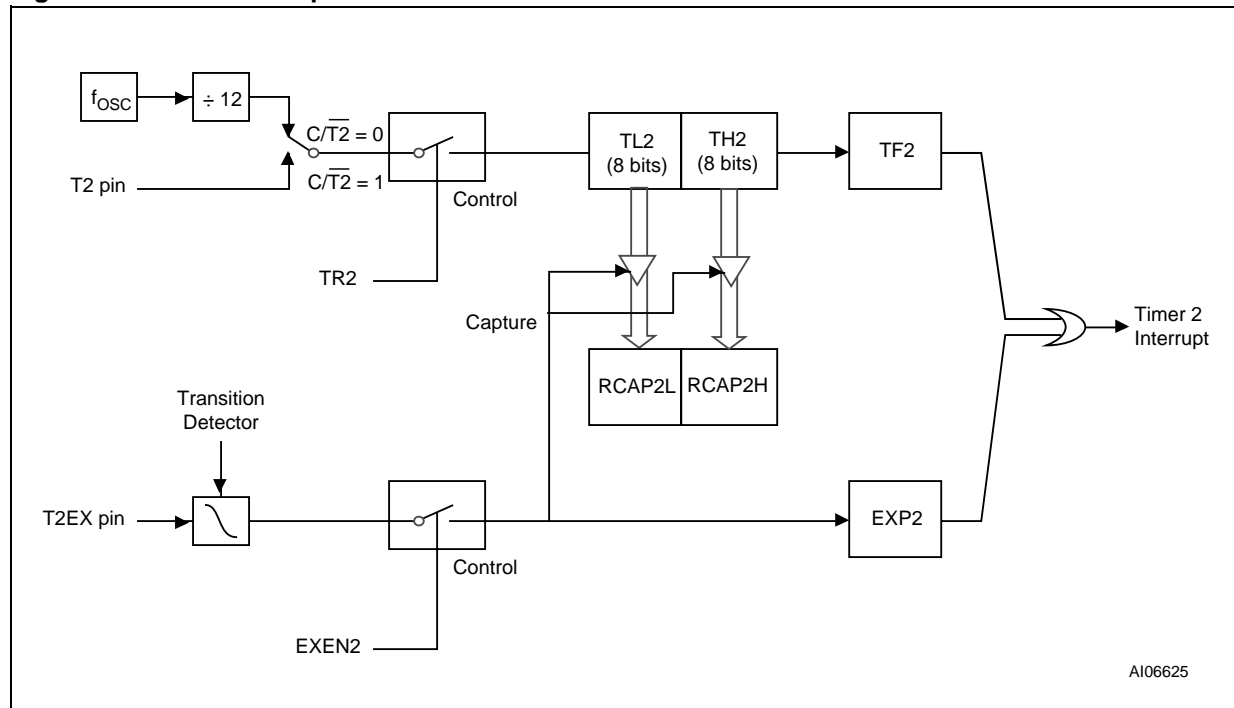 f_OSC
÷ 12
C/T2̅ = 0
C/T2̅ = 1
T2 pin
Control
TR2
TL2
(8 bits)
TH2
(8 bits)
TF2
Capture
RCAP2L
RCAP2H
Timer 2
Interrupt
Transition
Detector
T2EX pin
Control
EXEN2
EXP2
AI06625